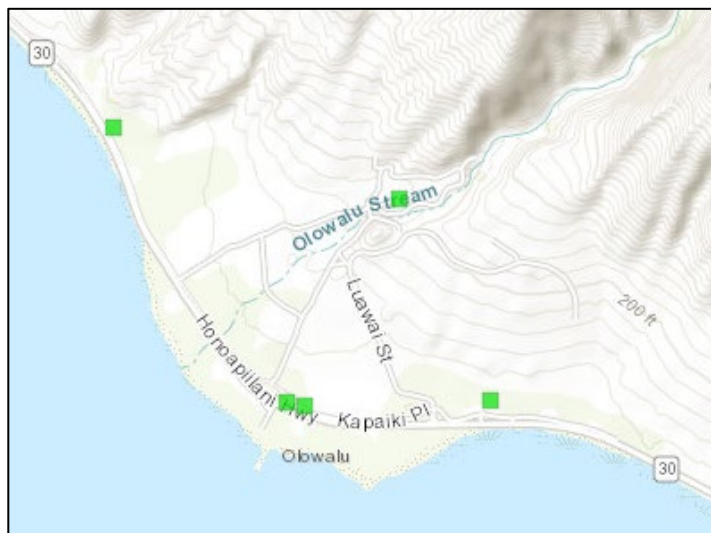 30
Olowalu Stream
200 ft
Luawai St
Honoapiilani Hwy
Kapaiki Pl
Olowalu
30